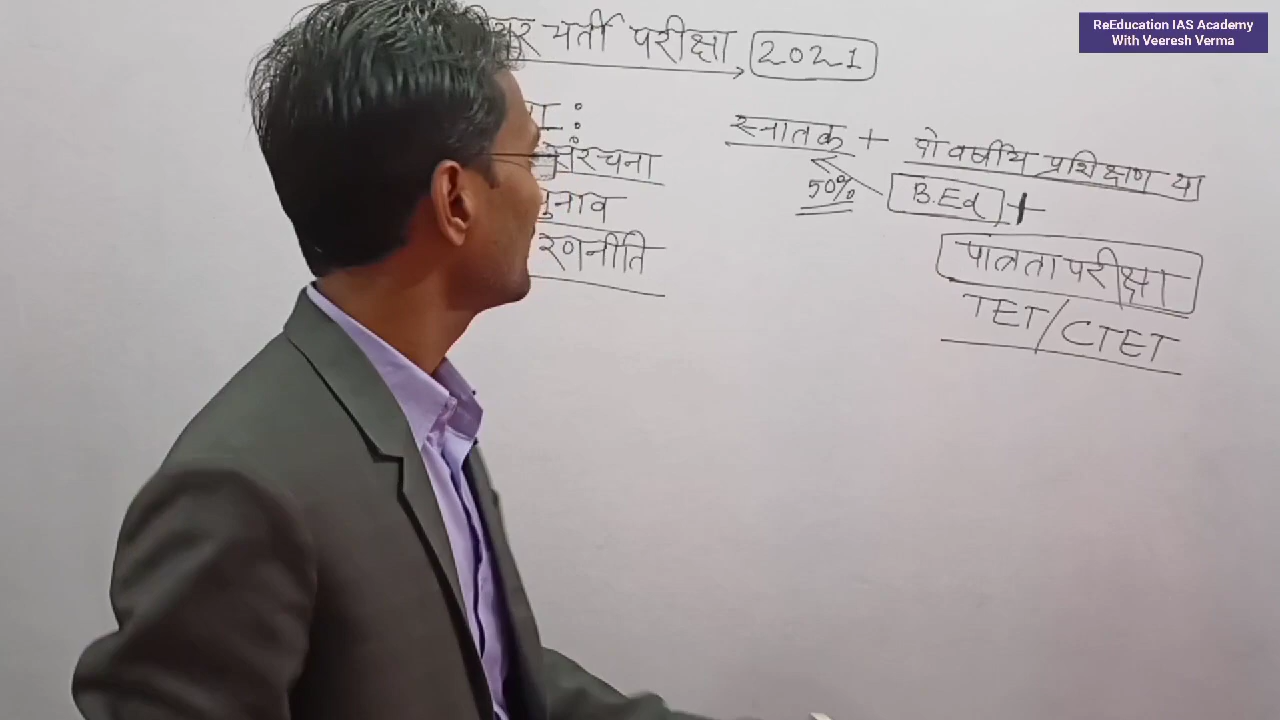 ReEducation IAS Academy
With Veeresh Verma
भर्ती परीक्षा 2021
स्नातक + दो वर्षीय प्रशिक्षण या
50% B.Ed +
संरचना
चुनाव
रणनीति
पात्रता परीक्षा
TET/CTET